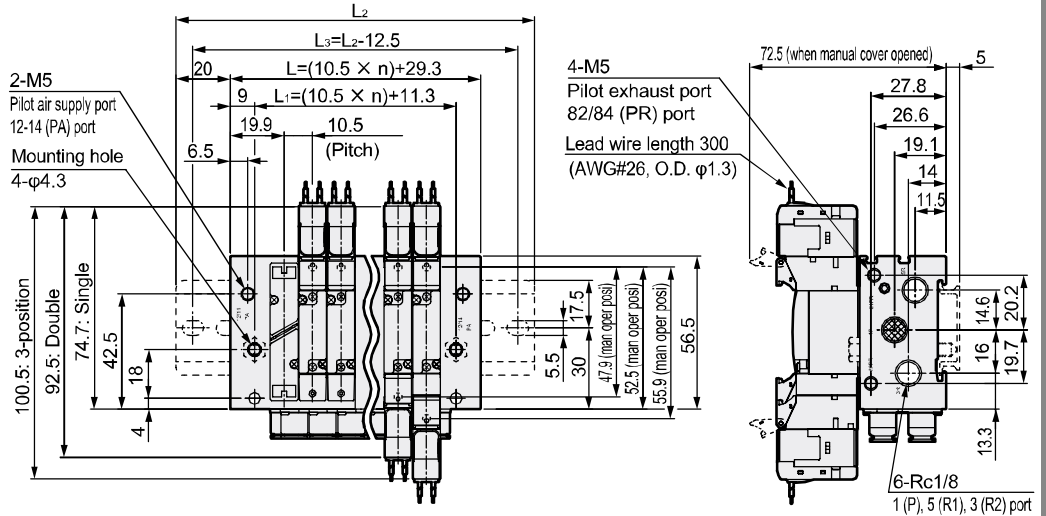 L2
L3=L2-12.5
20
L=(10.5 × n)+29.3
9
L1=(10.5 × n)+11.3
19.9
10.5
(Pitch)
6.5
2-M5
Pilot air supply port
12-14 (PA) port
Mounting hole
4-φ4.3
100.5: 3-position
92.5: Double
74.7: Single
42.5
18
4
17.5
5.5
30
47.9 (man oper posi)
52.5 (man oper posi)
55.9 (man oper posi)
56.5
72.5 (when manual cover opened)
5
4-M5
Pilot exhaust port
82/84 (PR) port
Lead wire length 300
(AWG#26, O.D. φ1.3)
27.8
26.6
19.1
14
11.5
14.6
20.2
16
19.7
13.3
6-Rc1/8
1 (P), 5 (R1), 3 (R2) port